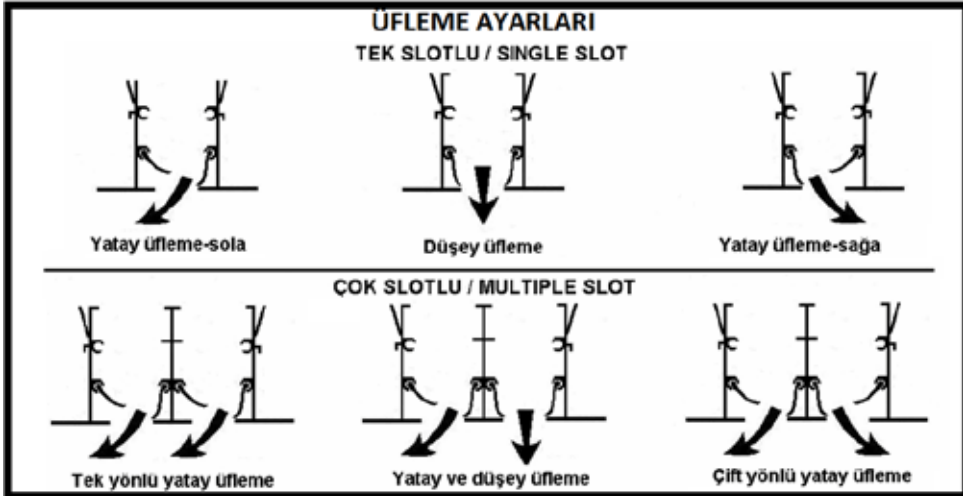 ÜFLEME AYARLARI
TEK SLOTLU / SINGLE SLOT
Yatay üfleme-sola
Düşey üfleme
Yatay üfleme-sağa
ÇOK SLOTLU / MULTIPLE SLOT
Tek yönlü yatay üfleme
Yatay ve düşey üfleme
Çift yönlü yatay üfleme